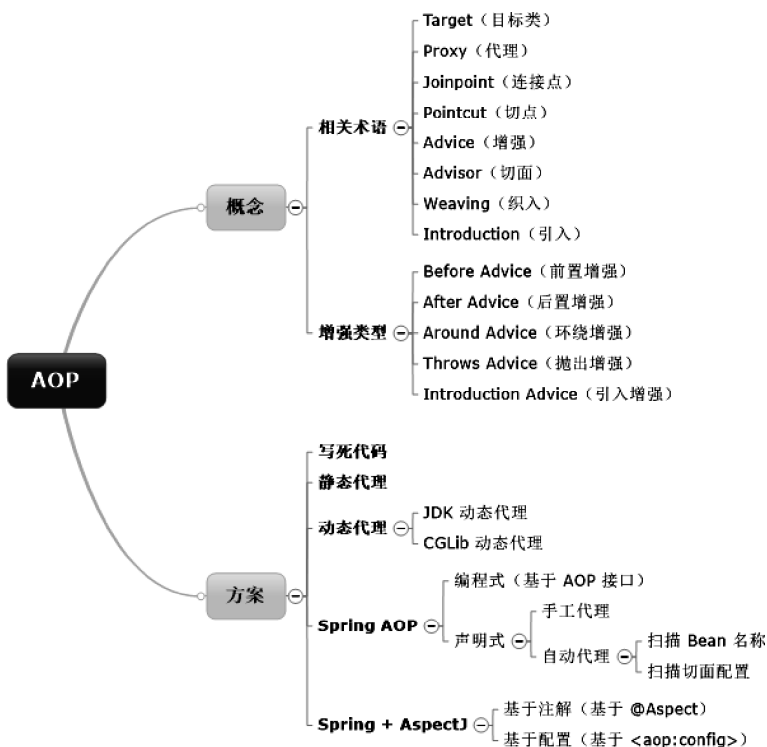 AOP
概念
相关术语
Target（目标类）
Proxy（代理）
Joinpoint（连接点）
Pointcut（切点）
Advice（增强）
Advisor（切面）
Weaving（织入）
Introduction（引入）
增强类型
Before Advice（前置增强）
After Advice（后置增强）
Around Advice（环绕增强）
Throws Advice（抛出增强）
Introduction Advice（引入增强）
方案
写死代码
静态代理
动态代理
JDK 动态代理
CGLib 动态代理
Spring AOP
编程式（基于 AOP 接口）
声明式
手工代理
自动代理
扫描 Bean 名称
扫描切面配置
Spring + AspectJ
基于注解（基于 @Aspect）
基于配置（基于 <aop:config>）